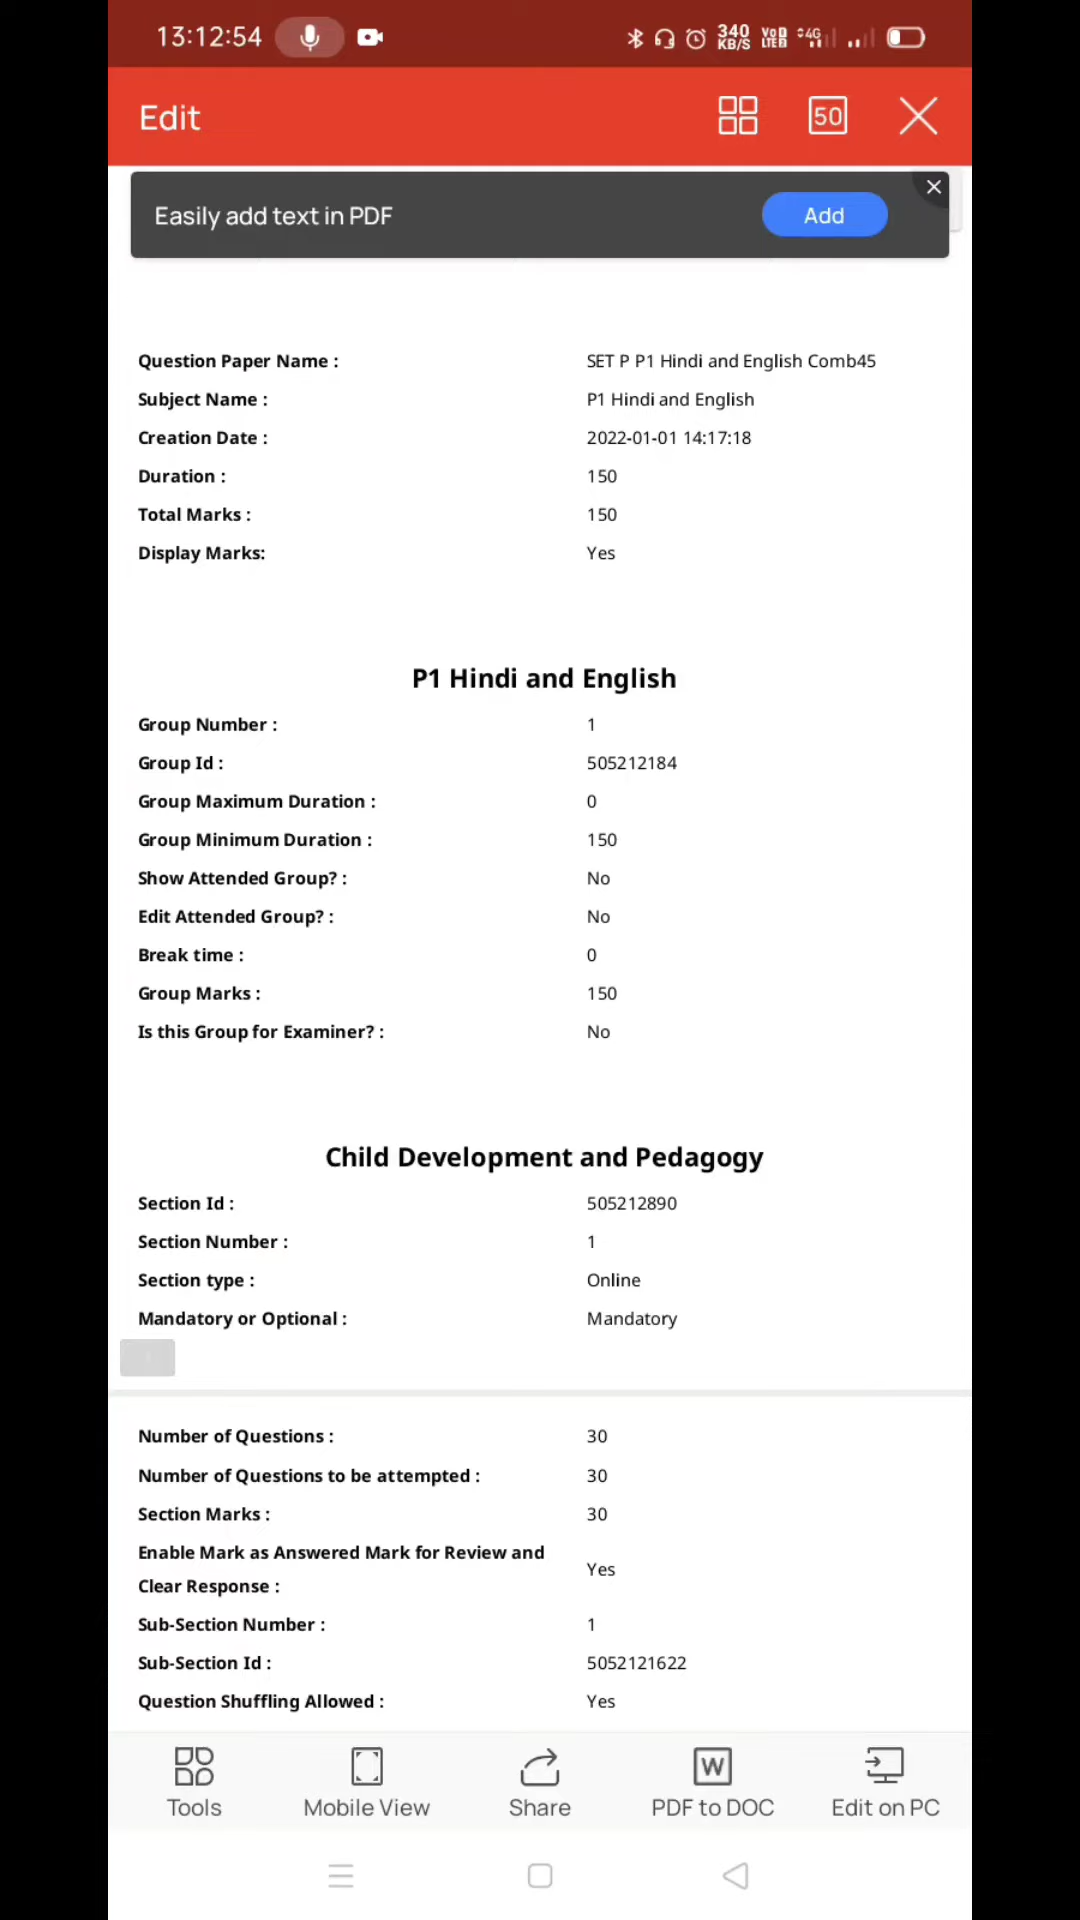 13:12:54 340 KB/S VoD LTE2 4G
Edit 50
Easily add text in PDF Add
Question Paper Name : SET P P1 Hindi and English Comb45
Subject Name : P1 Hindi and English
Creation Date : 2022-01-01 14:17:18
Duration : 150
Total Marks : 150
Display Marks: Yes
P1 Hindi and English
Group Number : 1
Group Id : 505212184
Group Maximum Duration : 0
Group Minimum Duration : 150
Show Attended Group? : No
Edit Attended Group? : No
Break time : 0
Group Marks : 150
Is this Group for Examiner? : No
Child Development and Pedagogy
Section Id : 505212890
Section Number : 1
Section type : Online
Mandatory or Optional : Mandatory
Number of Questions : 30
Number of Questions to be attempted : 30
Section Marks : 30
Enable Mark as Answered Mark for Review and
Clear Response : Yes
Sub-Section Number : 1
Sub-Section Id : 5052121622
Question Shuffling Allowed : Yes
W
Tools Mobile View Share PDF to DOC Edit on PC